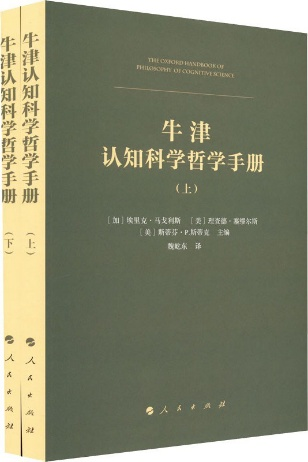 THE OXFORD HANDBOOK OF
PHILOSOPHY OF COGNITIVE SCIENCE
牛津
认知科学哲学手册
（上）
［加］埃里克·马戈利斯 ［美］理查德·塞缪尔斯
［美］斯蒂芬·P.斯蒂克 主编
魏屹东 译
人民出版社
牛津认知科学哲学手册
（上）
人民出版社
牛津认知科学哲学手册
（下）
人民出版社